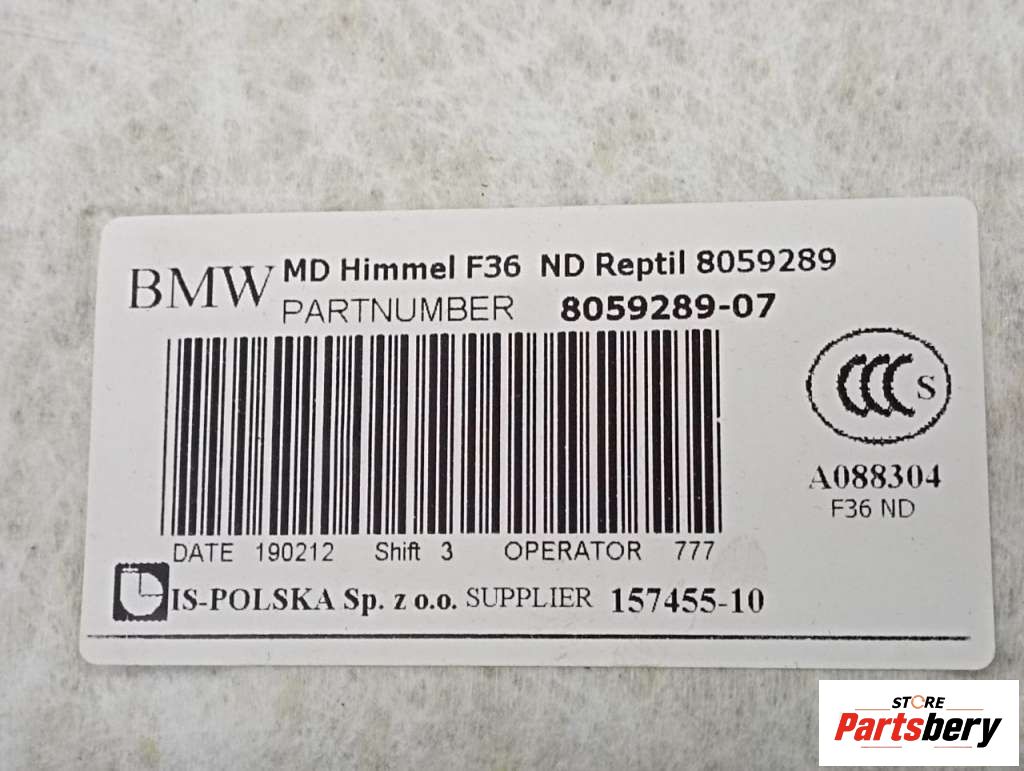 BMW MD Himmel F36 ND Reptil 8059289
PARTNUMBER 8059289-07
CCC S
A088304
F36 ND
DATE 190212 Shift 3 OPERATOR 777
IS-POLSKA Sp. z o.o. SUPPLIER 157455-10
STORE
Partsbery